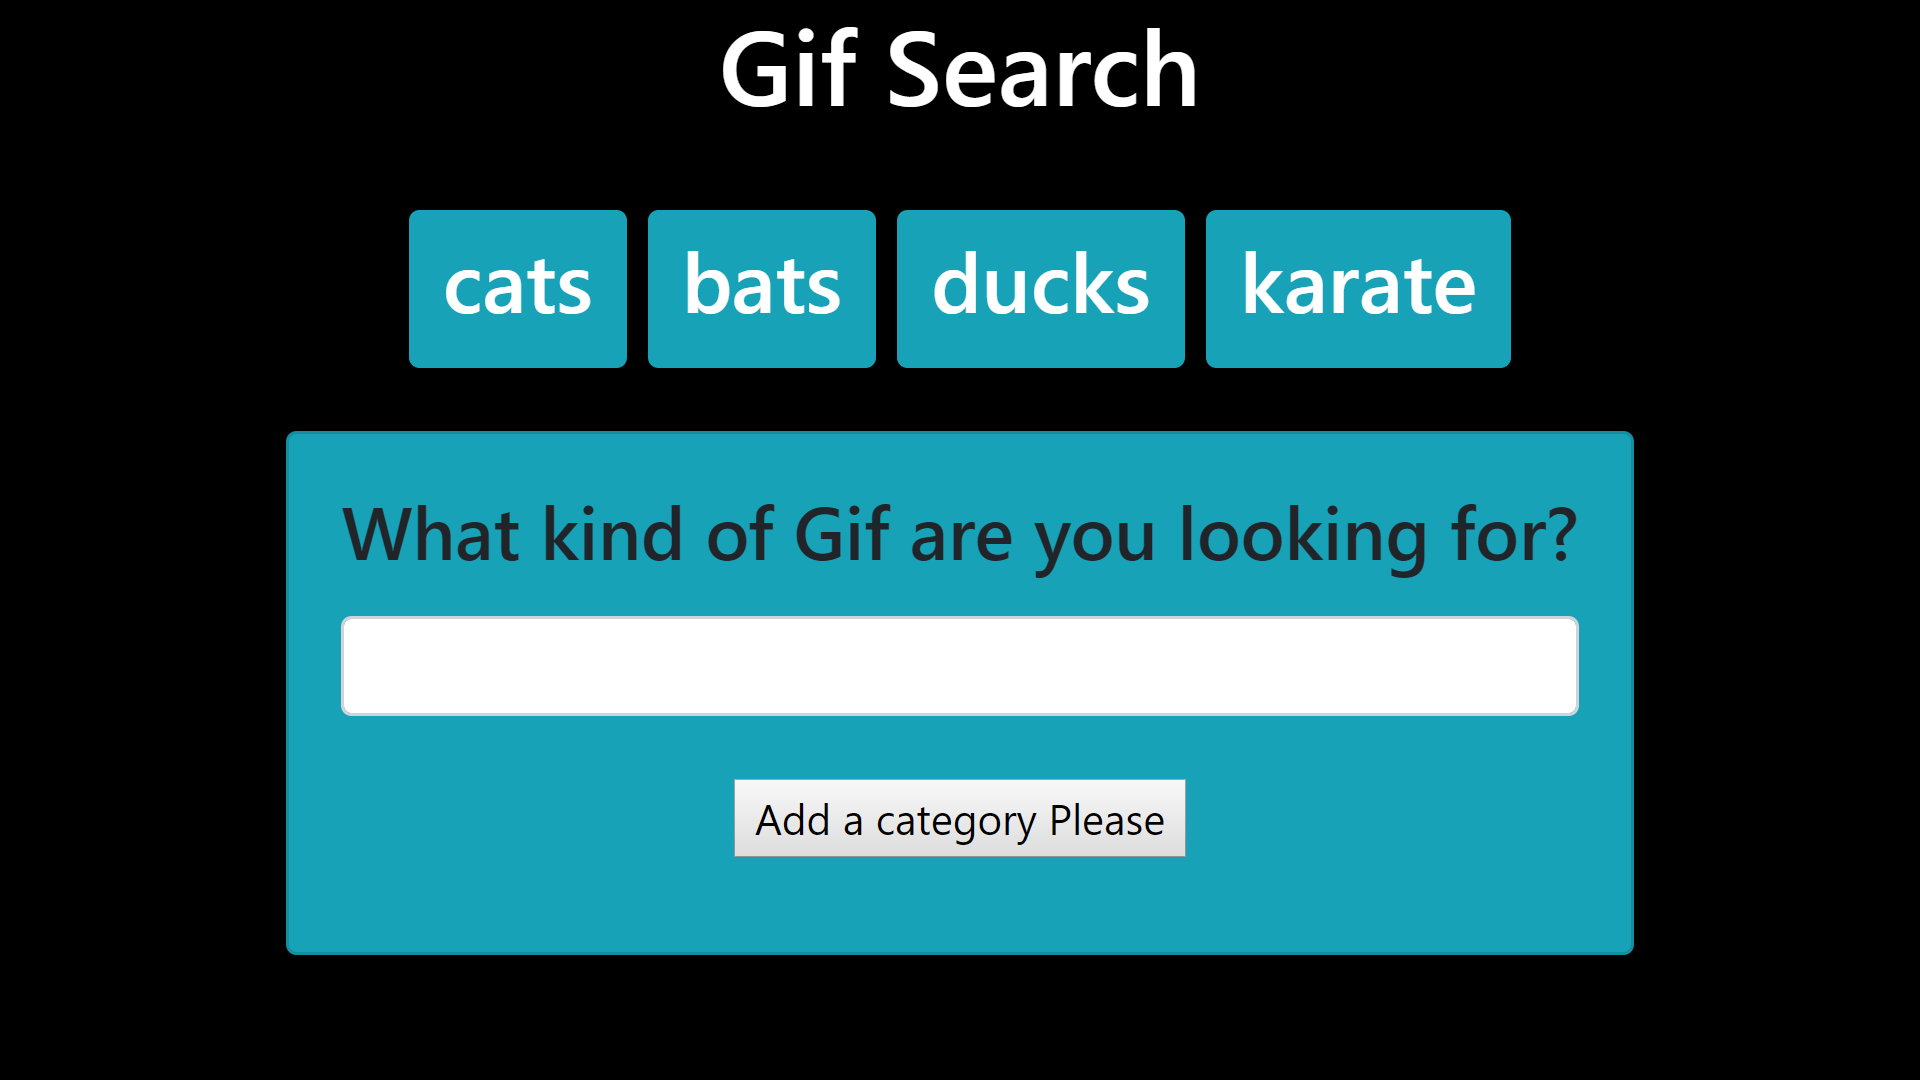 Gif Search
cats bats ducks karate
What kind of Gif are you looking for?
Add a category Please